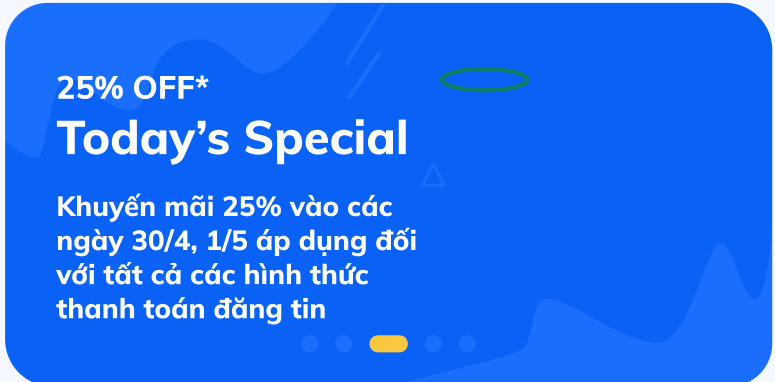 25% OFF*
Today’s Special
Khuyến mãi 25% vào các
ngày 30/4, 1/5 áp dụng đối
với tất cả các hình thức
thanh toán đăng tin